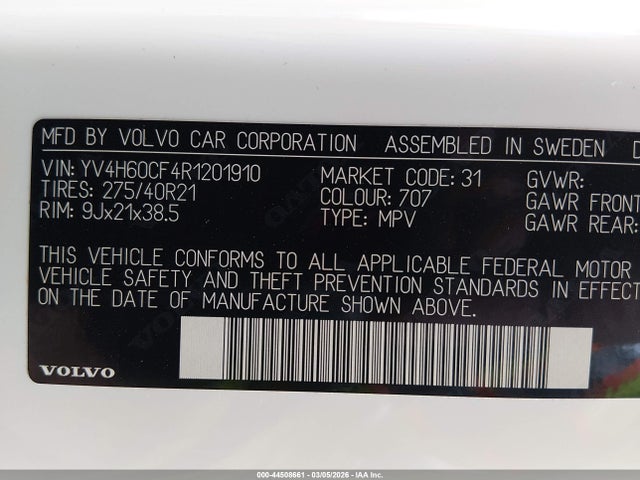 MFD BY VOLVO CAR CORPORATION ASSEMBLED IN SWEDEN D
VIN: YV4H60CF4R1201910 MARKET CODE: 31 GVWR:
TIRES: 275/40R21 COLOUR: 707 GAWR FRONT
RIM: 9Jx21x38.5 TYPE: MPV GAWR REAR:
THIS VEHICLE CONFORMS TO ALL APPLICABLE FEDERAL MOTOR
VEHICLE SAFETY AND THEFT PREVENTION STANDARDS IN EFFECT
ON THE DATE OF MANUFACTURE SHOWN ABOVE.
VOLVO
000-44508661 - 03/05/2026 - IAA Inc.